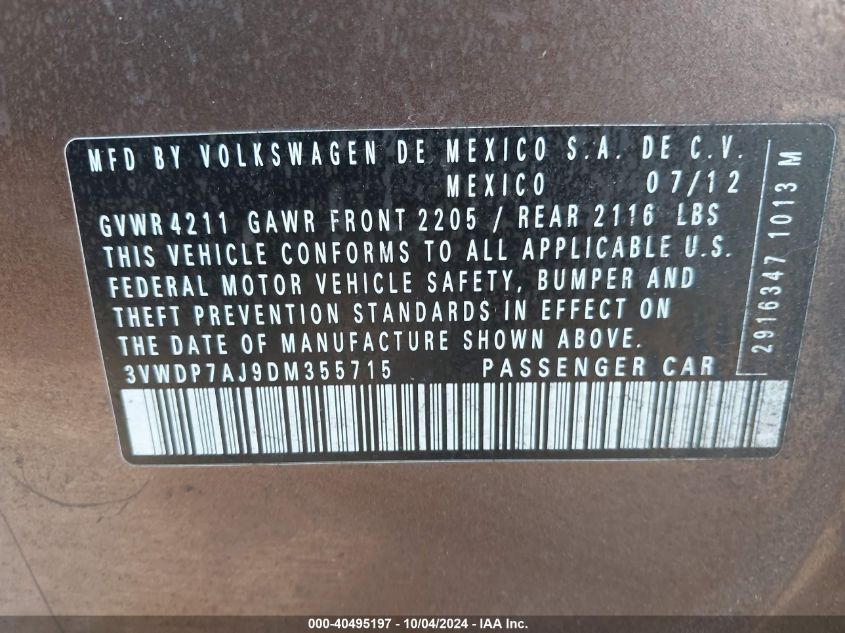 MFD BY VOLKSWAGEN DE MEXICO S.A. DE C.V.
MEXICO 07/12
GVWR 4211 GAWR FRONT 2205 / REAR 2116 LBS
THIS VEHICLE CONFORMS TO ALL APPLICABLE U.S.
FEDERAL MOTOR VEHICLE SAFETY, BUMPER AND
THEFT PREVENTION STANDARDS IN EFFECT ON
THE DATE OF MANUFACTURE SHOWN ABOVE.
3VWDP7AJ9DM355715 PASSENGER CAR
2916347 1013 M
000-40495197 - 10/04/2024 - IAA Inc.